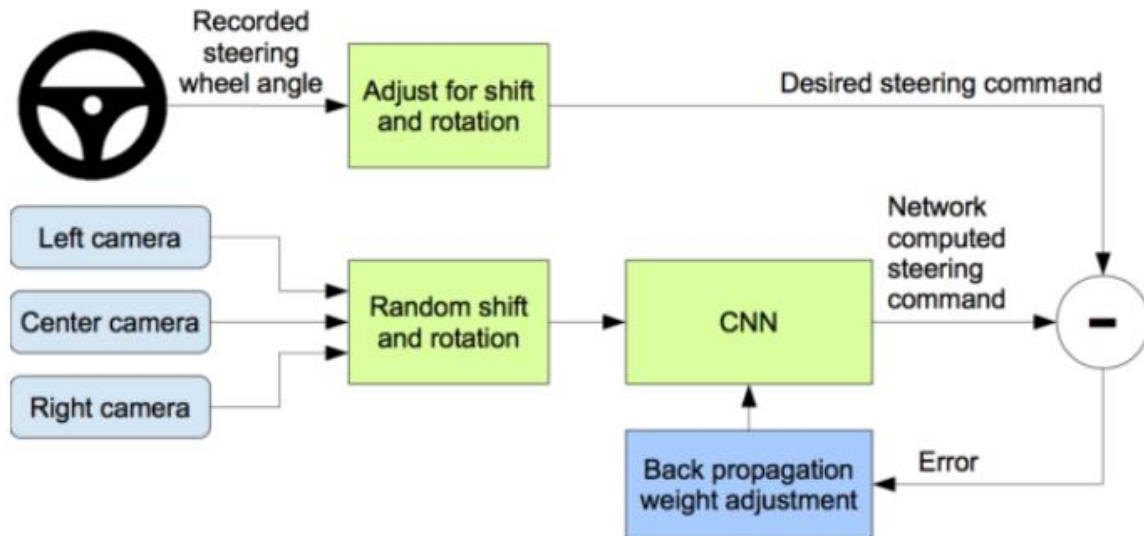 Recorded
steering
wheel angle
Adjust for shift
and rotation
Desired steering command
Left camera
Center camera
Right camera
Random shift
and rotation
CNN
Network
computed
steering
command
-
Back propagation
weight adjustment
Error